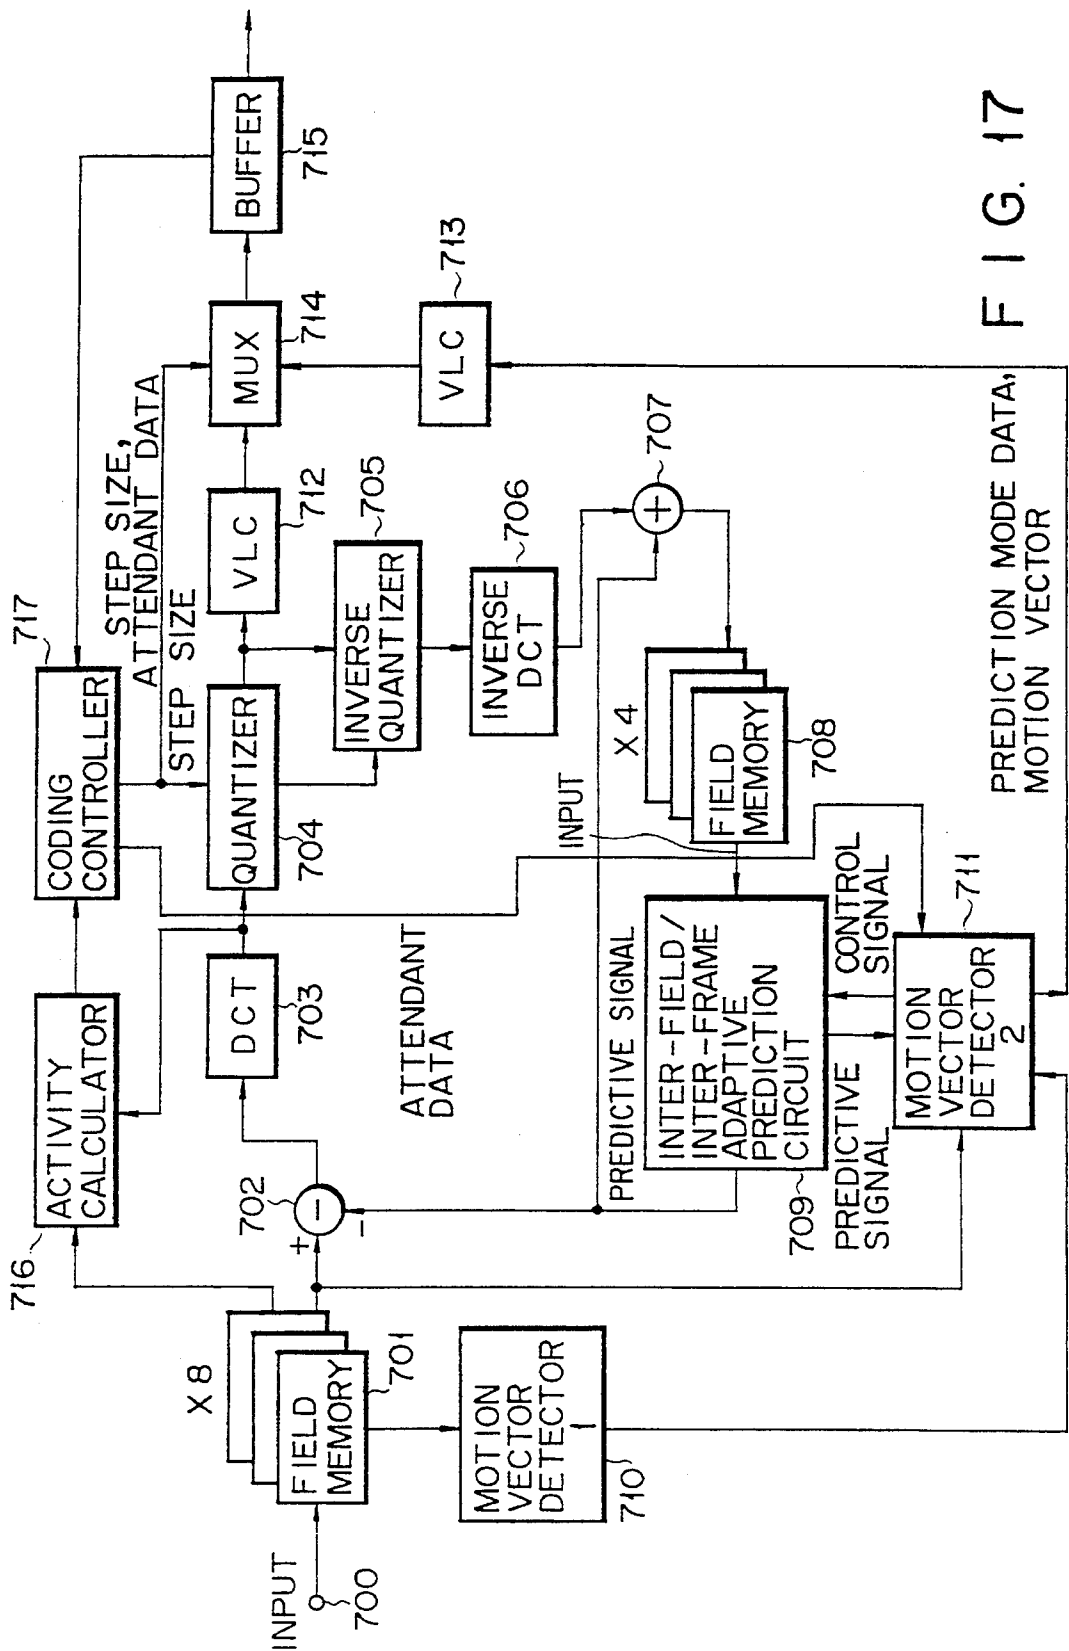 INPUT
700
X 8
FIELD
MEMORY
701
MOTION
VECTOR
DETECTOR
1
710
716
ACTIVITY
CALCULATOR
702
+
−
−
DCT
703
ATTENDANT
DATA
717
CODING
CONTROLLER
STEP SIZE,
ATTENDANT DATA
STEP SIZE
QUANTIZER
704
VLC
712
INVERSE
QUANTIZER
705
INVERSE
DCT
706
+
707
MUX
714
VLC
713
BUFFER
715
X 4
FIELD
MEMORY
708
INPUT
PREDICTIVE SIGNAL
INTER-FIELD/
INTER-FRAME
ADAPTIVE
PREDICTION
CIRCUIT
709
PREDICTIVE
SIGNAL
CONTROL
SIGNAL
MOTION
VECTOR
DETECTOR
2
711
PREDICTION MODE DATA,
MOTION VECTOR
FIG. 17